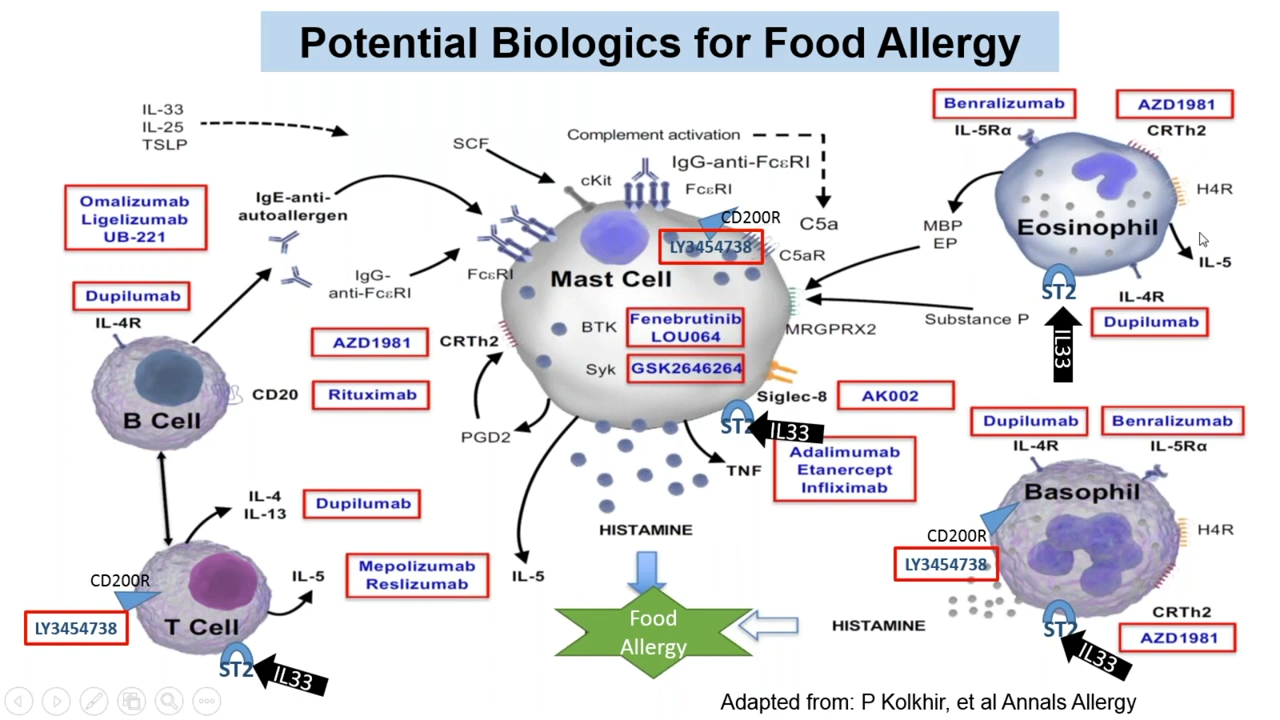 Potential Biologics for Food Allergy
IL-33
IL-25
TSLP
Omalizumab
Ligelizumab
UB-221
IgE-anti-
autoallergen
IgG-
anti-FcεRI
Dupilumab
IL-4R
B Cell
CD20
Rituximab
AZD1981
CRTh2
PGD2
IL-4
IL-13
Dupilumab
IL-5
Mepolizumab
Reslizumab
CD200R
LY3454738
T Cell
ST2
IL33
SCF
cKit
Complement activation
IgG-anti-FcεRI
FcεRI
FcεRI
CD200R
LY3454738
C5a
C5aR
Mast Cell
BTK
Fenebrutinib
LOU064
Syk
GSK2646264
MRGPRX2
Siglec-8
AK002
ST2
IL33
TNF
Adalimumab
Etanercept
Infliximab
HISTAMINE
IL-5
Food
Allergy
HISTAMINE
Benralizumab
IL-5Rα
AZD1981
CRTh2
H4R
Eosinophil
MBP
EP
IL-5
Substance P
ST2
IL33
IL-4R
Dupilumab
Dupilumab
IL-4R
Benralizumab
IL-5Rα
Basophil
CD200R
LY3454738
H4R
CRTh2
AZD1981
ST2
IL33
Adapted from: P Kolkhir, et al Annals Allergy